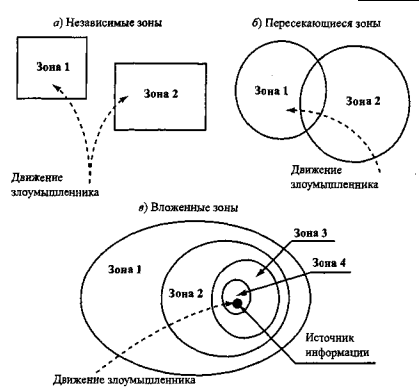 а) Независимые зоны
б) Пересекающиеся зоны
Зона 1
Зона 2
Движение
злоумышленника
Зона 1
Зона 2
Движение
злоумышленника
в) Вложенные зоны
Зона 3
Зона 4
Зона 1
Зона 2
Источник
информации
Движение злоумышленника